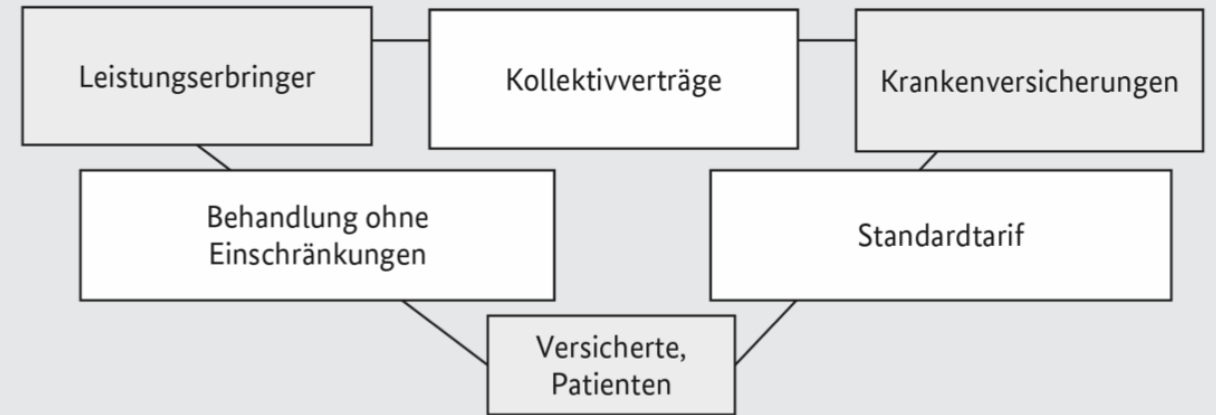 Leistungserbringer
Kollektivverträge
Krankenversicherungen
Behandlung ohne
Einschränkungen
Standardtarif
Versicherte,
Patienten